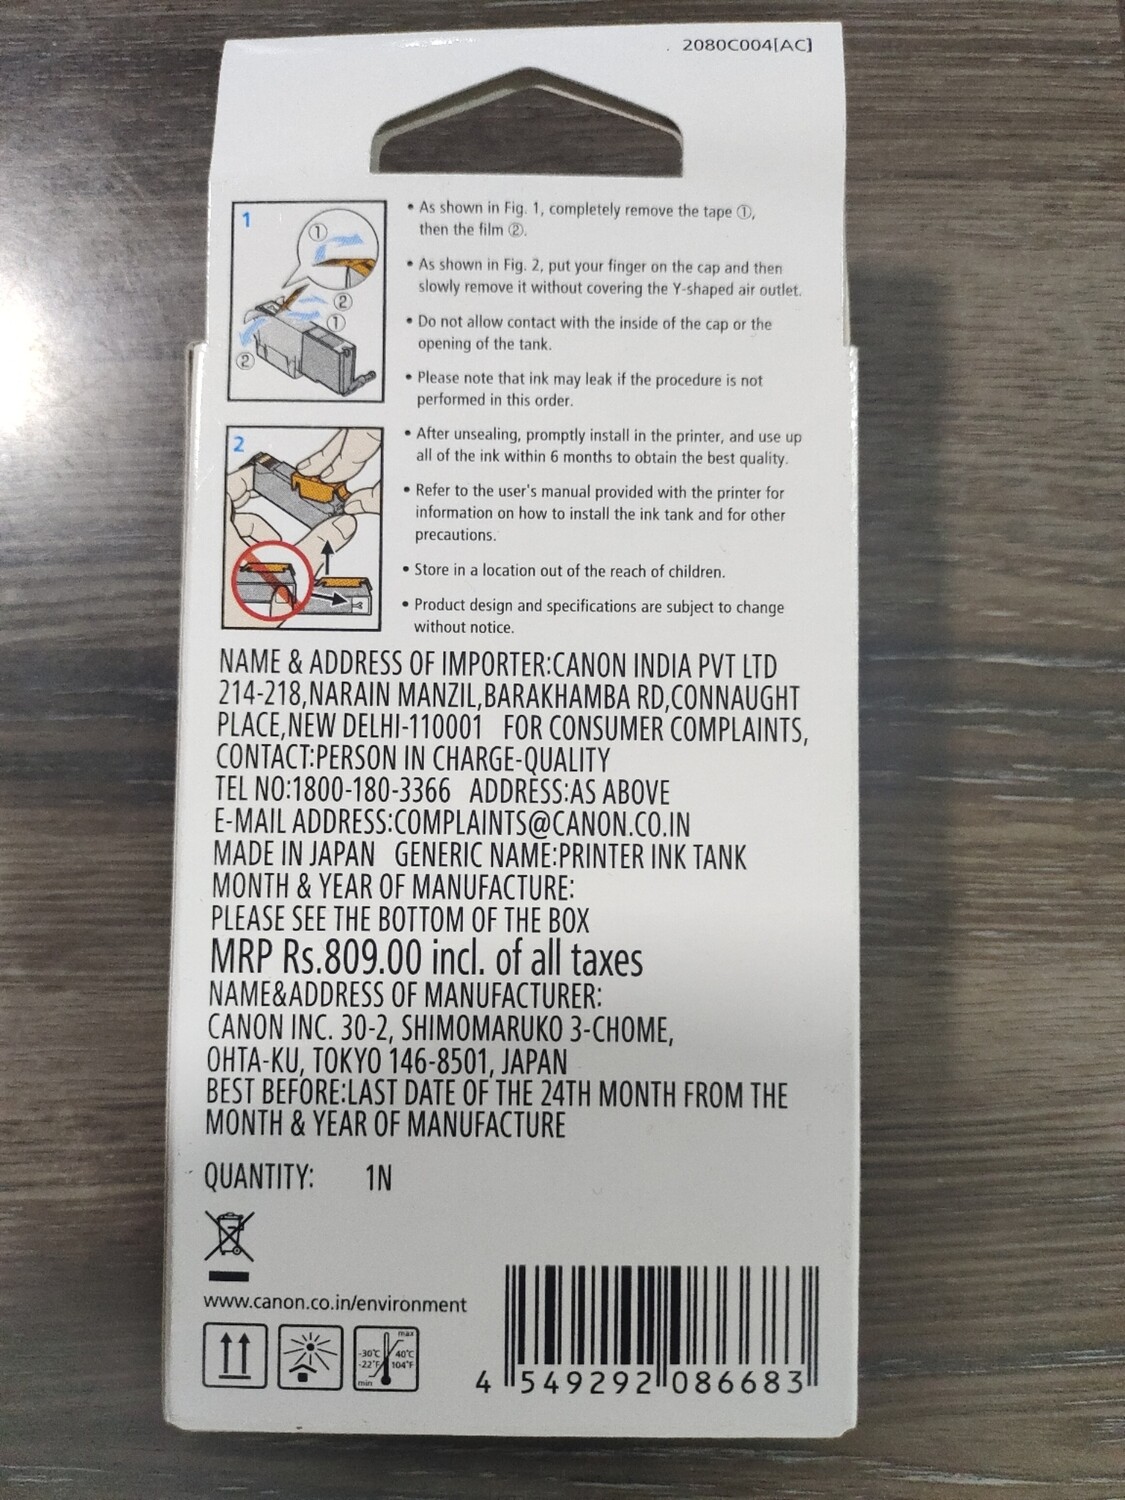 2080C004[AC]
1
① 
②
①
②
• As shown in Fig. 1, completely remove the tape ①,
then the film ②.
• As shown in Fig. 2, put your finger on the cap and then
slowly remove it without covering the Y-shaped air outlet.
• Do not allow contact with the inside of the cap or the
opening of the tank.
• Please note that ink may leak if the procedure is not
performed in this order.
2
• After unsealing, promptly install in the printer, and use up
all of the ink within 6 months to obtain the best quality.
• Refer to the user's manual provided with the printer for
information on how to install the ink tank and for other
precautions.
• Store in a location out of the reach of children.
• Product design and specifications are subject to change
without notice.
NAME & ADDRESS OF IMPORTER:CANON INDIA PVT LTD
214-218,NARAIN MANZIL,BARAKHAMBA RD,CONNAUGHT
PLACE,NEW DELHI-110001 FOR CONSUMER COMPLAINTS,
CONTACT:PERSON IN CHARGE-QUALITY
TEL NO:1800-180-3366 ADDRESS:AS ABOVE
E-MAIL ADDRESS:COMPLAINTS@CANON.CO.IN
MADE IN JAPAN GENERIC NAME:PRINTER INK TANK
MONTH & YEAR OF MANUFACTURE:
PLEASE SEE THE BOTTOM OF THE BOX
MRP Rs.809.00 incl. of all taxes
NAME&ADDRESS OF MANUFACTURER:
CANON INC. 30-2, SHIMOMARUKO 3-CHOME,
OHTA-KU, TOKYO 146-8501, JAPAN
BEST BEFORE:LAST DATE OF THE 24TH MONTH FROM THE
MONTH & YEAR OF MANUFACTURE
QUANTITY: 1N
www.canon.co.in/environment
max
-30℃ 40℃
-22°F 104°F
min
4 549292 086683